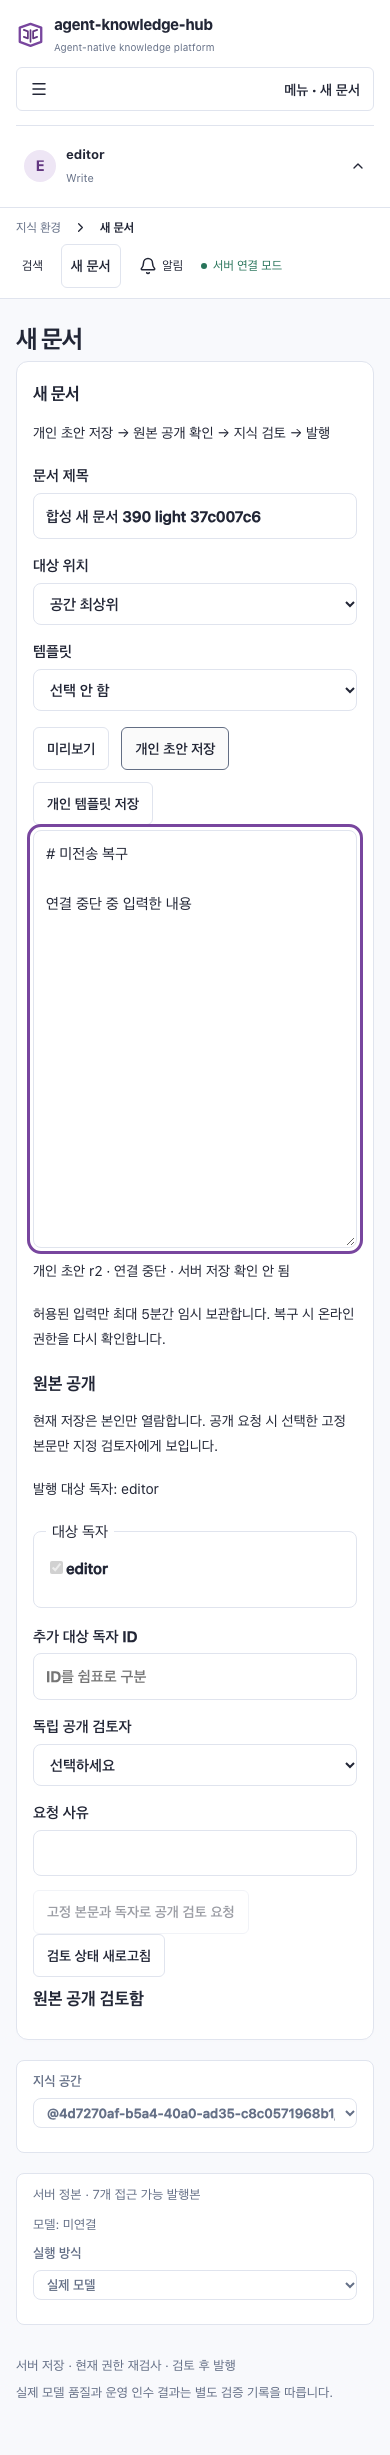 agent-knowledge-hub
Agent-native knowledge platform
메뉴 · 새 문서
E
editor
Write
지식 환경 > 새 문서
검색
새 문서
알림
서버 연결 모드
새 문서
새 문서
개인 초안 저장 → 원본 공개 확인 → 지식 검토 → 발행
문서 제목
합성 새 문서 390 light 37c007c6
대상 위치
공간 최상위
템플릿
선택 안 함
미리보기
개인 초안 저장
개인 템플릿 저장
# 미전송 복구
연결 중단 중 입력한 내용
개인 초안 r2 · 연결 중단 · 서버 저장 확인 안 됨
허용된 입력만 최대 5분간 임시 보관합니다. 복구 시 온라인
권한을 다시 확인합니다.
원본 공개
현재 저장은 본인만 열람합니다. 공개 요청 시 선택한 고정
본문만 지정 검토자에게 보입니다.
발행 대상 독자: editor
대상 독자
editor
추가 대상 독자 ID
ID를 쉼표로 구분
독립 공개 검토자
선택하세요
요청 사유
고정 본문과 독자로 공개 검토 요청
검토 상태 새로고침
원본 공개 검토함
지식 공간
@4d7270af-b5a4-40a0-ad35-c8c0571968b1
서버 정본 · 7개 접근 가능 발행본
모델: 미연결
실행 방식
실제 모델
서버 저장 · 현재 권한 재검사 · 검토 후 발행
실제 모델 품질과 운영 인수 결과는 별도 검증 기록을 따릅니다.